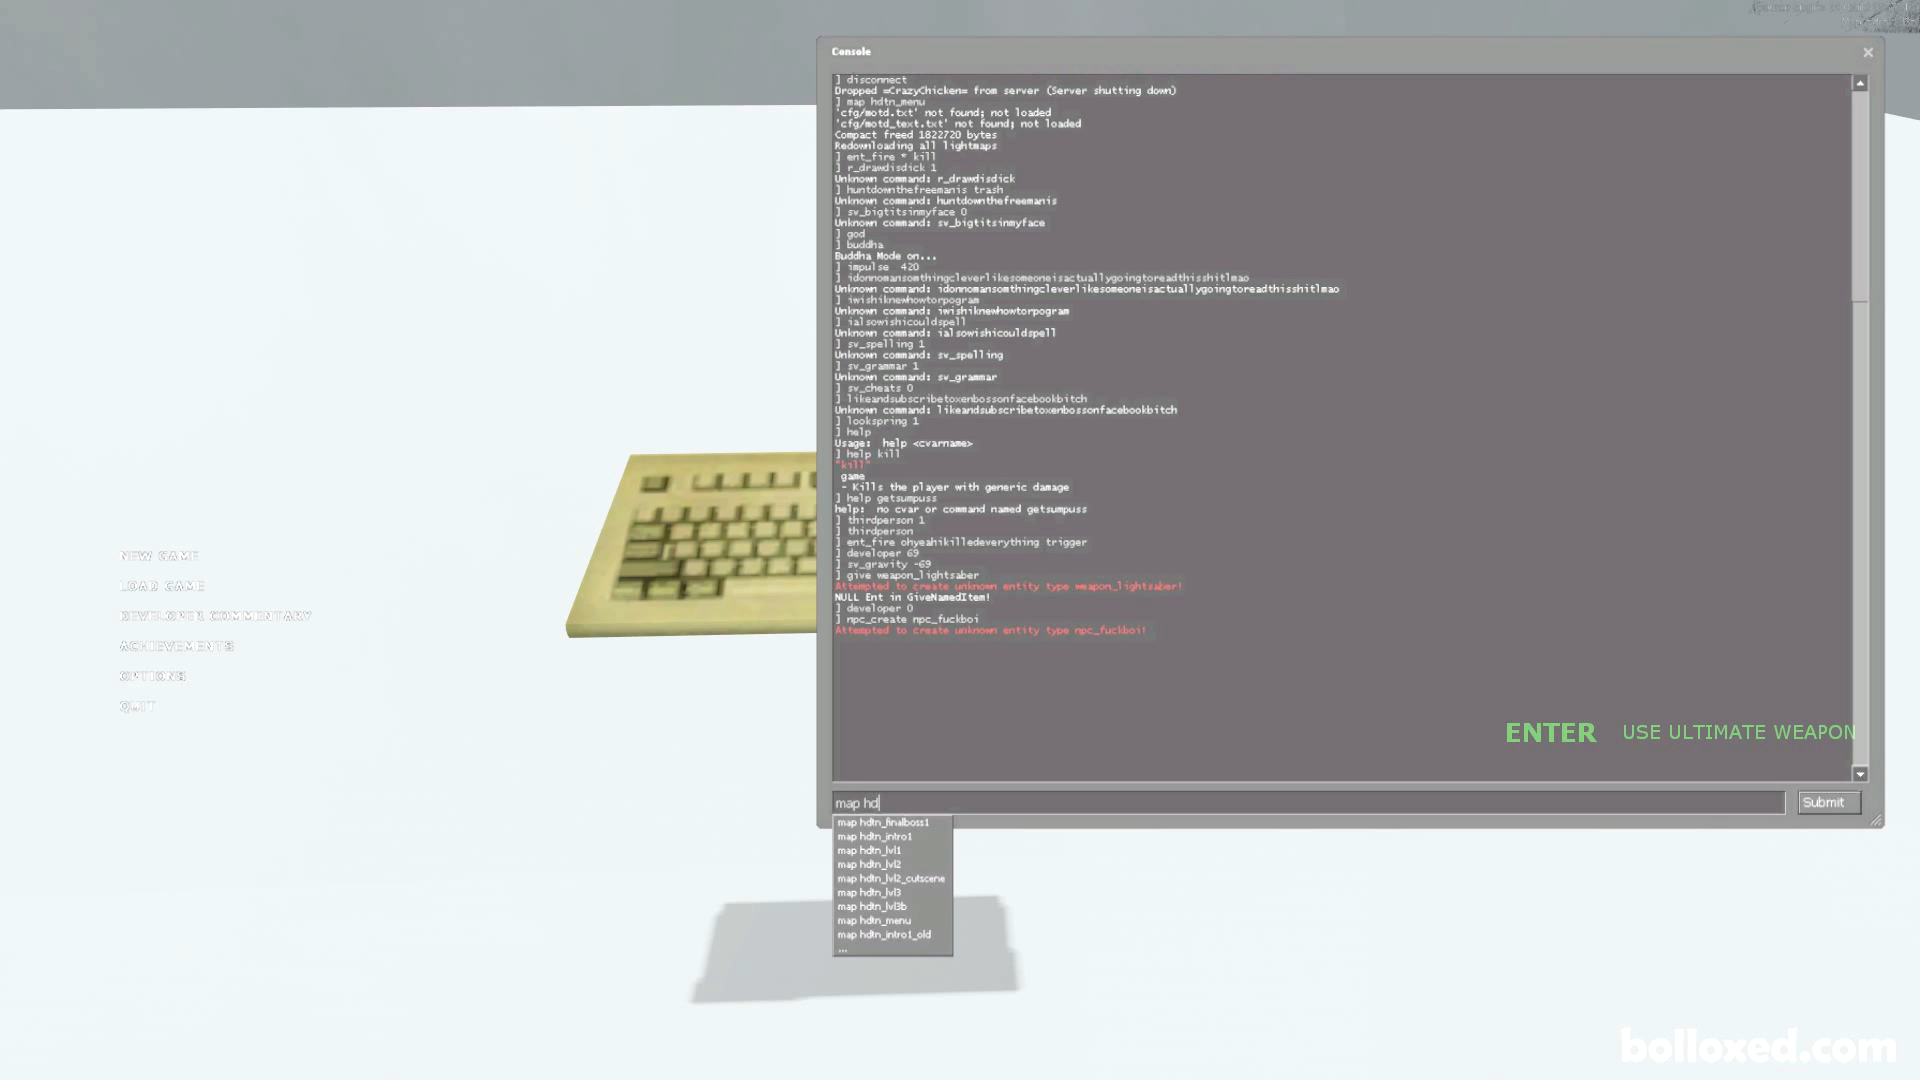 Console
] disconnect
Dropped =CrazyChicken= from server (Server shutting down)
] map hdtn_menu
'cfg/motd.txt' not found; not loaded
'cfg/motd_text.txt' not found; not loaded
Compact freed 1822720 bytes
Redownloading all lightmaps
] ent_fire * kill
] r_drawdisdick 1
Unknown command: r_drawdisdick
] huntdownthefreemanis trash
Unknown command: huntdownthefreemanis
] sv_bigtitsinmyface 0
Unknown command: sv_bigtitsinmyface
] god
] buddha
Buddha Mode on...
] impulse  420
] idonnomansomthingcleverlikesomeoneisactuallygoingtoreadthisshitlmao
Unknown command: idonnomansomthingcleverlikesomeoneisactuallygoingtoreadthisshitlmao
] iwishiknewhowtorpogram
Unknown command: iwishiknewhowtorpogram
] ialsowishicouldspell
Unknown command: ialsowishicouldspell
] sv_spelling 1
Unknown command: sv_spelling
] sv_grammar 1
Unknown command: sv_grammar
] sv_cheats 0
] likeandsubscribetoxenbossonfacebookbitch
Unknown command: likeandsubscribetoxenbossonfacebookbitch
] lookspring 1
] help
Usage:  help <cvarname>
] help kill
"kill"
game
- Kills the player with generic damage
] help getsumpuss
help:  no cvar or command named getsumpuss
] thirdperson 1
] thirdperson
] ent_fire ohyeahikilledeverything trigger
] developer 69
] sv_gravity -69
] give weapon_lightsaber
Attempted to create unknown entity type weapon_lightsaber!
NULL Ent in GiveNamedItem!
] developer 0
] npc_create npc_fuckboi
Attempted to create unknown entity type npc_fuckboi!
NEW GAME
LOAD GAME
DEVELOPER COMMENTARY
ACHIEVEMENTS
OPTIONS
QUIT
ENTER USE ULTIMATE WEAPON
map hd
Submit
map hdtn_finalboss1
map hdtn_intro1
map hdtn_lvl1
map hdtn_lvl2
map hdtn_lvl2_cutscene
map hdtn_lvl3
map hdtn_lvl3b
map hdtn_menu
map hdtn_intro1_old
...
bolloxed.com